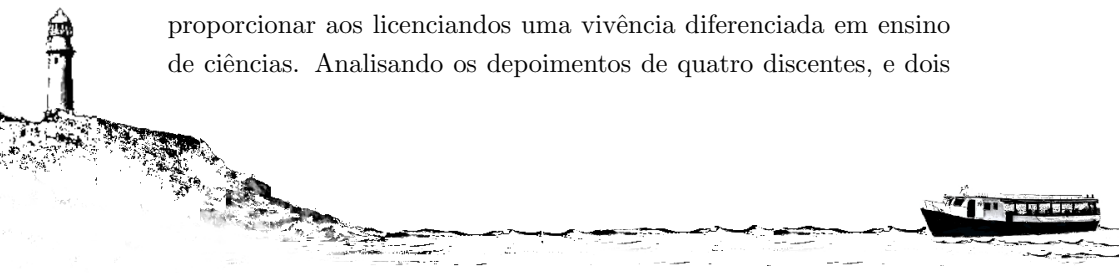 proporcionar aos licenciandos uma vivência diferenciada em ensino
de ciências. Analisando os depoimentos de quatro discentes, e dois